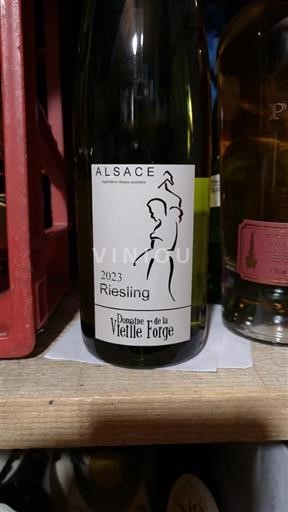 ALSACE
Appellation Alsace contrôlée
VINIOU
2023
Riesling
Domaine de la
Vieille Forge
P